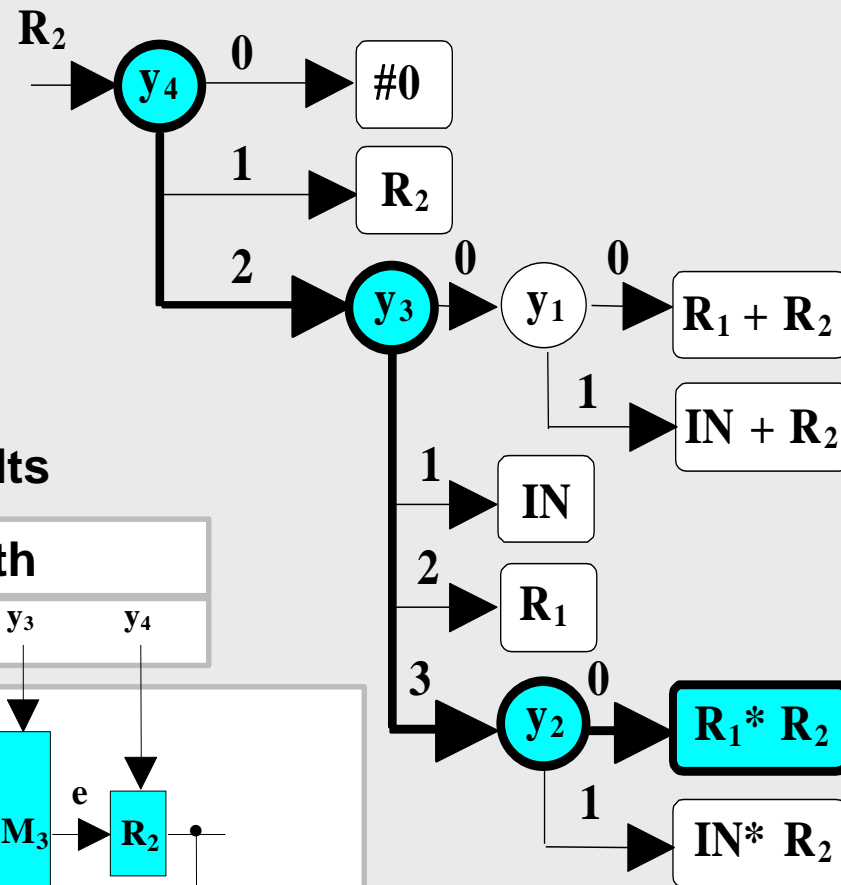 R₂
y₄
0
#0
1
R₂
2
y₃
0
y₁
0
R₁ + R₂
1
IN + R₂
1
IN
2
R₁
3
y₂
0
R₁* R₂
1
IN* R₂
lts
th
y₃ y₄
M₃
e
R₂